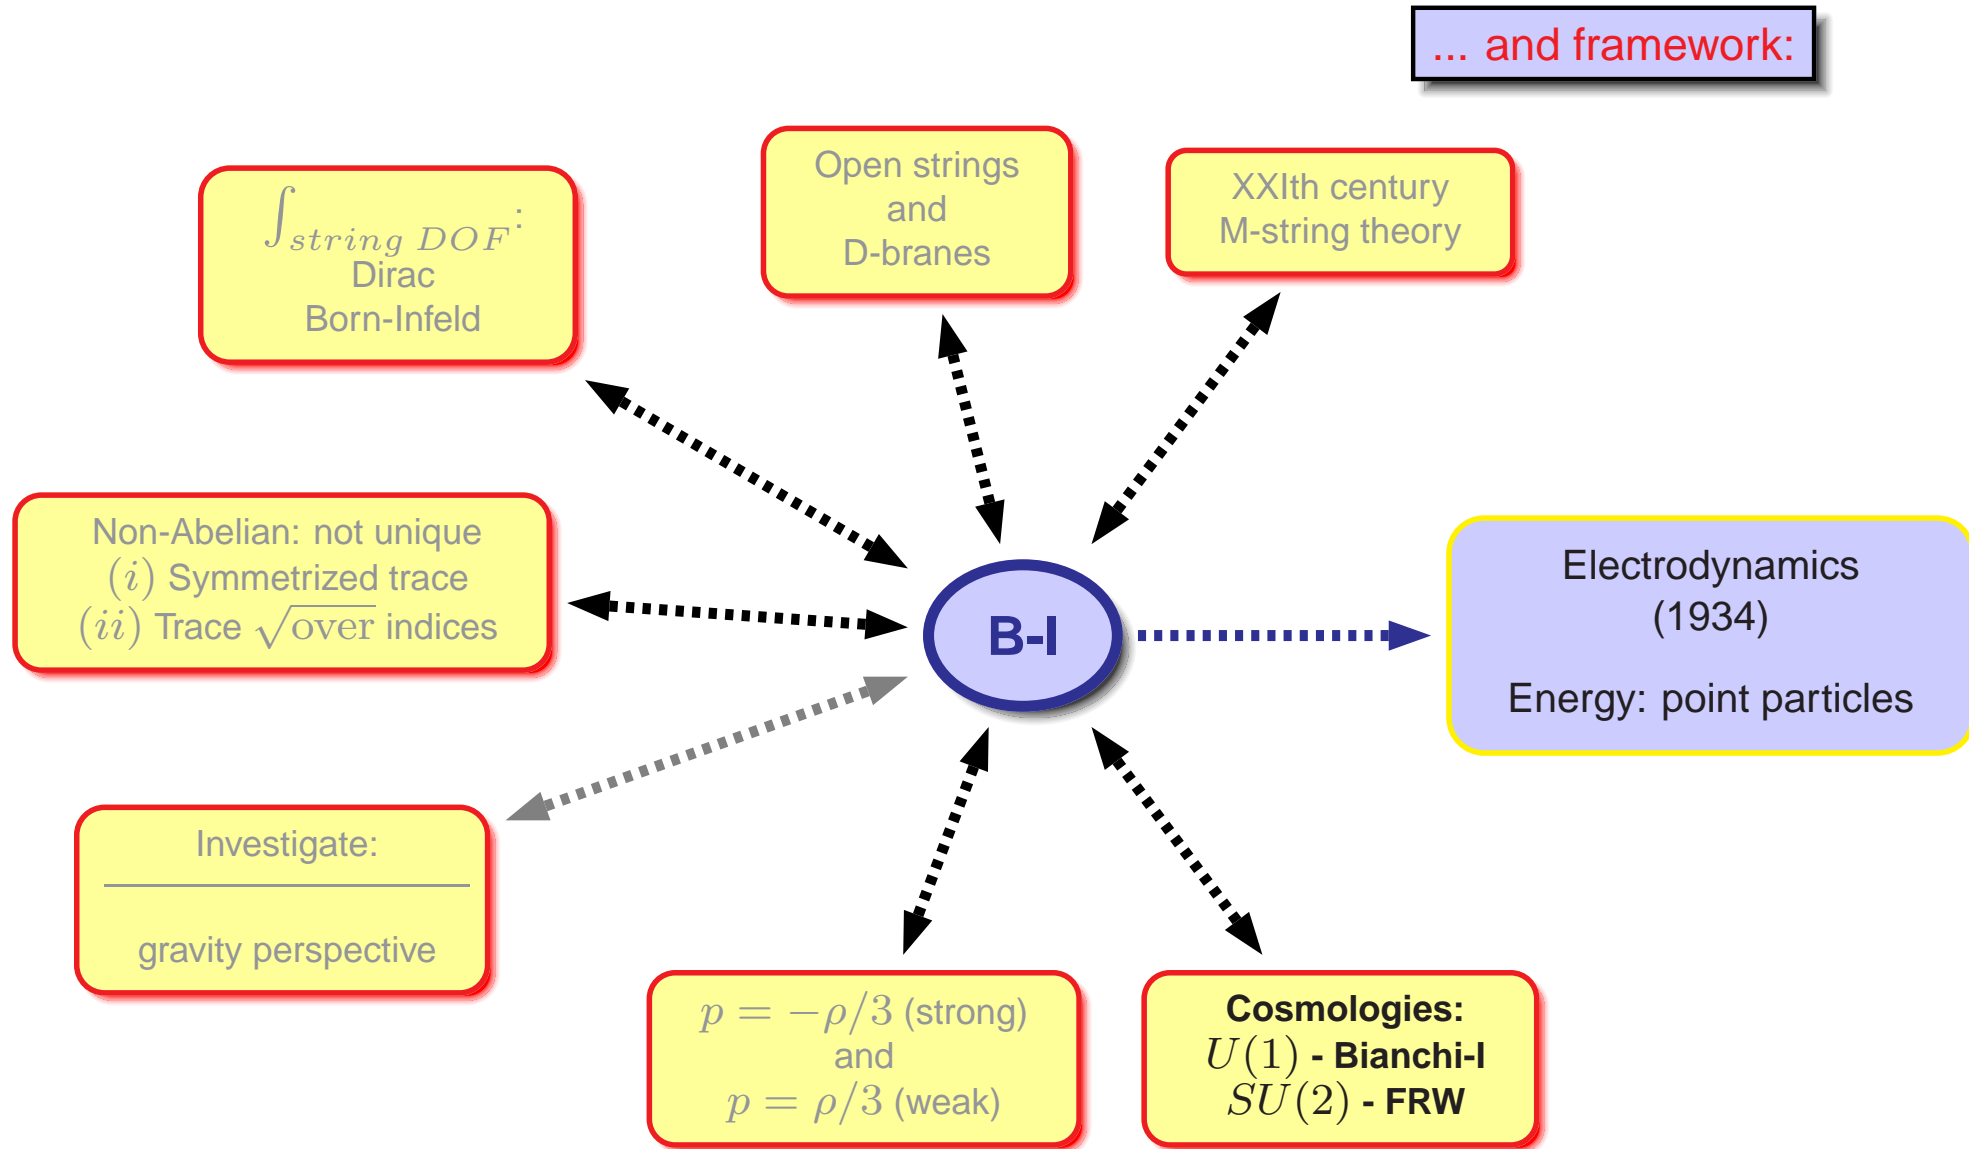 ... and framework:
∫string DOF:
Dirac
Born-Infeld
Open strings
and
D-branes
XXIth century
M-string theory
Non-Abelian: not unique
(i) Symmetrized trace
(ii) Trace √over indices
B-I
Electrodynamics
(1934)
Energy: point particles
Investigate:
gravity perspective
p = −ρ/3 (strong)
and
p = ρ/3 (weak)
Cosmologies:
U(1) - Bianchi-I
SU(2) - FRW